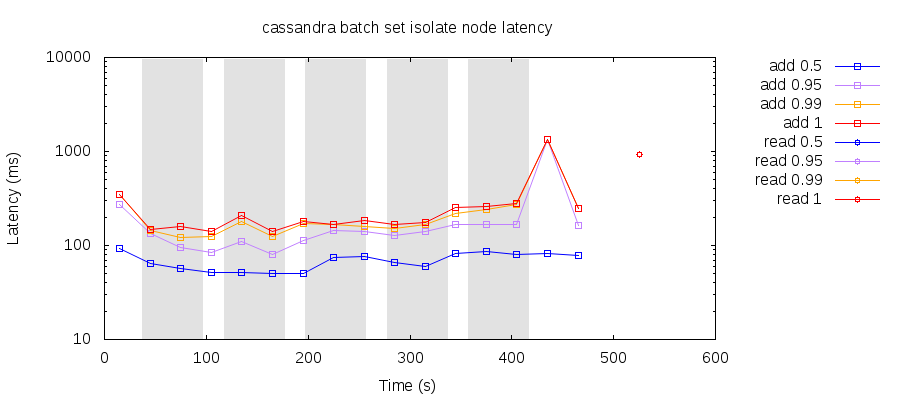 cassandra batch set isolate node latency
10000
1000
100
10
Latency (ms)
0 100 200 300 400 500 600
Time (s)
add 0.5
add 0.95
add 0.99
add 1
read 0.5
read 0.95
read 0.99
read 1